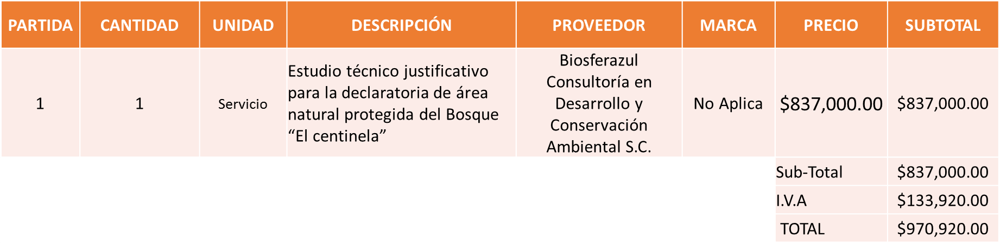 PARTIDA CANTIDAD UNIDAD DESCRIPCIÓN PROVEEDOR MARCA PRECIO SUBTOTAL
1
1
Servicio
Estudio técnico justificativo
para la declaratoria de área
natural protegida del Bosque
“El centinela”
Biosferazul
Consultoría en
Desarrollo y
Conservación
Ambiental S.C.
No Aplica
$837,000.00
$837,000.00
Sub-Total $837,000.00
I.V.A $133,920.00
TOTAL $970,920.00